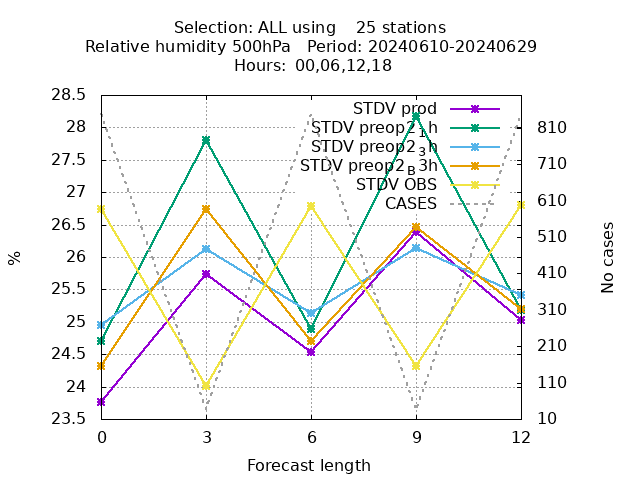 Selection: ALL using    25 stations
Relative humidity 500hPa   Period: 20240610-20240629
Hours: 00,06,12,18
28.5
28
27.5
27
26.5
26
25.5
25
24.5
24
23.5
%
STDV prod
STDV preop2₁h
STDV preop2₃h
STDV preop2_B3h
STDV OBS
CASES
810
710
610
510
410
310
210
110
10
No cases
0 3 6 9 12
Forecast length